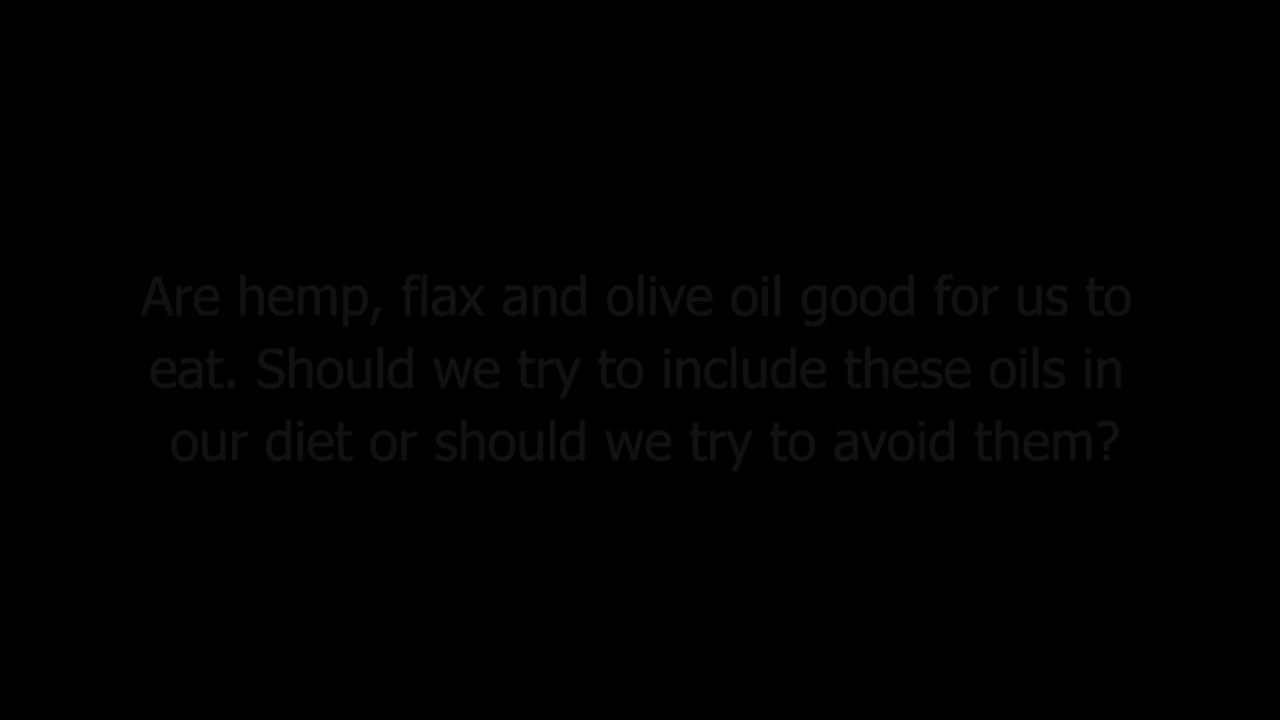 Are hemp, flax and olive oil good for us to
eat. Should we try to include these oils in
our diet or should we try to avoid them?